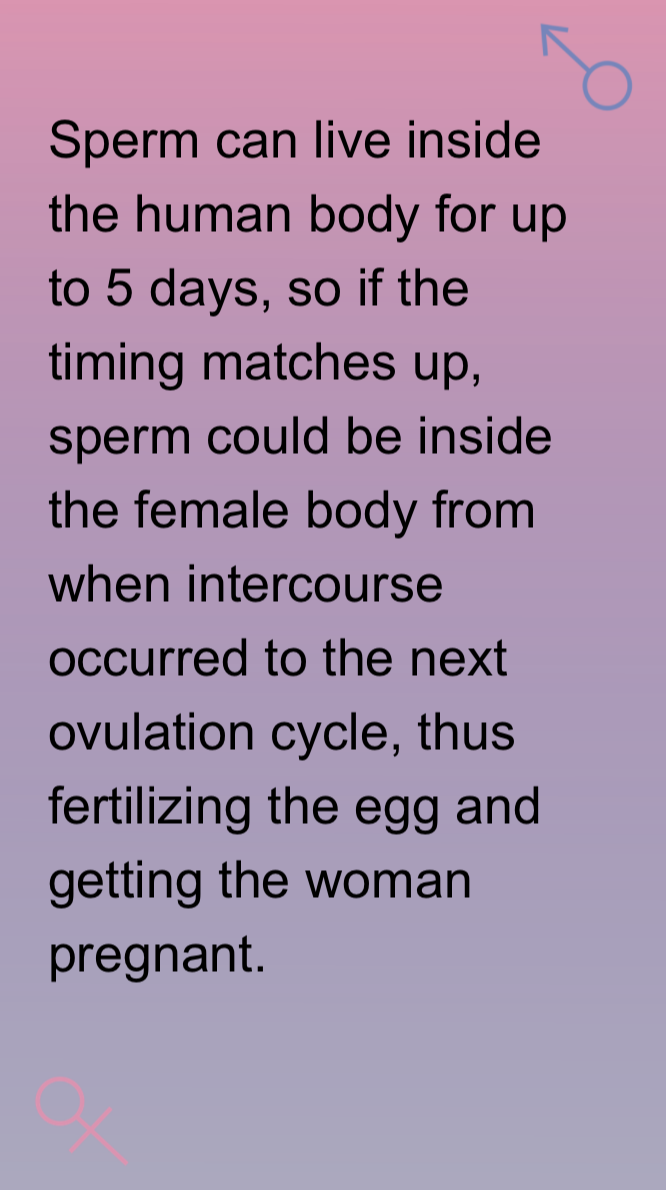 Sperm can live inside
the human body for up
to 5 days, so if the
timing matches up,
sperm could be inside
the female body from
when intercourse
occurred to the next
ovulation cycle, thus
fertilizing the egg and
getting the woman
pregnant.